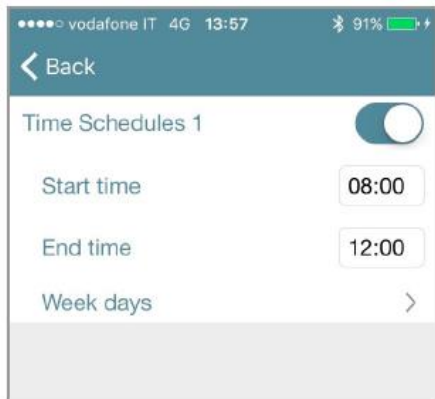 vodafone IT 4G 13:57 91%
Back
Time Schedules 1
Start time 08:00
End time 12:00
Week days